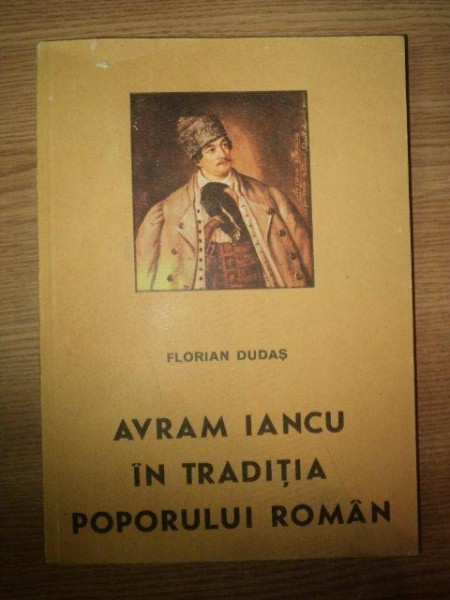 FLORIAN DUDAȘ
AVRAM IANCU
ÎN TRADIȚIA
POPORULUI ROMÂN